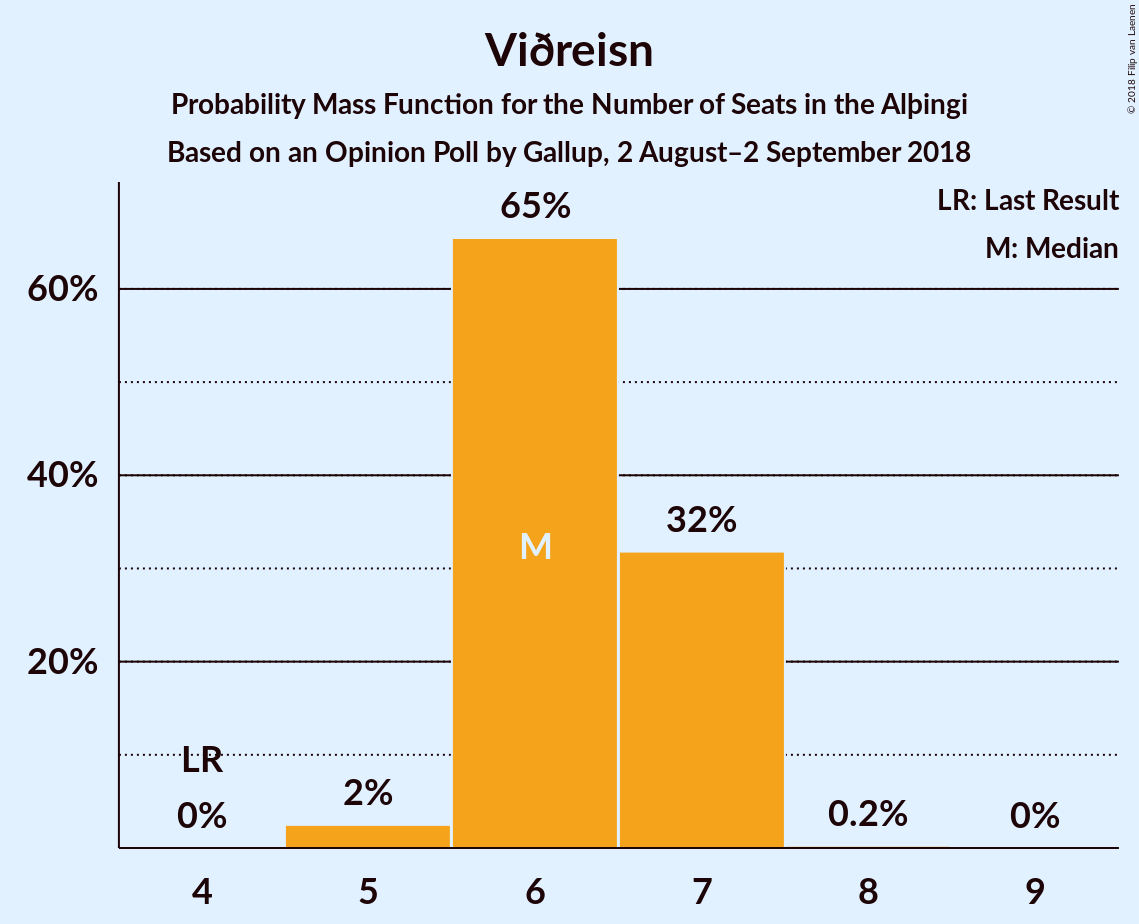 Viðreisn
Probability Mass Function for the Number of Seats in the Alþingi
Based on an Opinion Poll by Gallup, 2 August–2 September 2018
© 2018 Filip van Laenen
LR: Last Result
M: Median
65%
60%
40%
32%
M
20%
LR
0%
2%
0.2%
0%
4 5 6 7 8 9